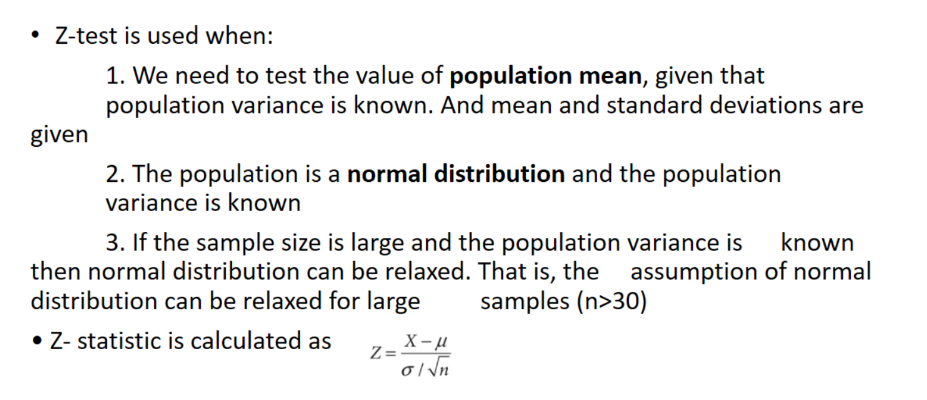 • Z-test is used when:
1. We need to test the value of population mean, given that
population variance is known. And mean and standard deviations are
given
2. The population is a normal distribution and the population
variance is known
3. If the sample size is large and the population variance is known
then normal distribution can be relaxed. That is, the assumption of normal
distribution can be relaxed for large samples (n>30)
• Z- statistic is calculated as Z = (X − μ) / (σ / √n)